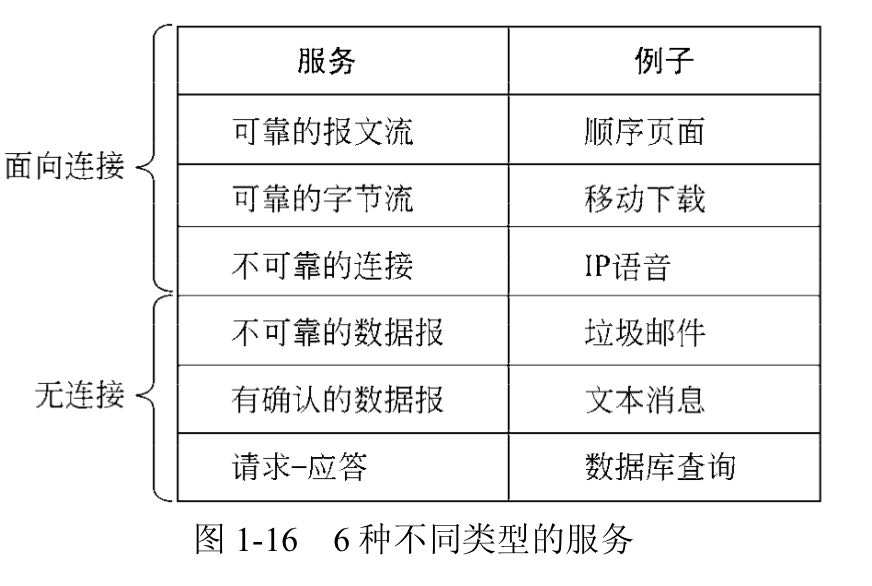 服务 例子
可靠的报文流 顺序页面
面向连接
可靠的字节流 移动下载
不可靠的连接 IP语音
不可靠的数据报 垃圾邮件
无连接
有确认的数据报 文本消息
请求–应答 数据库查询
图 1-16 6 种不同类型的服务